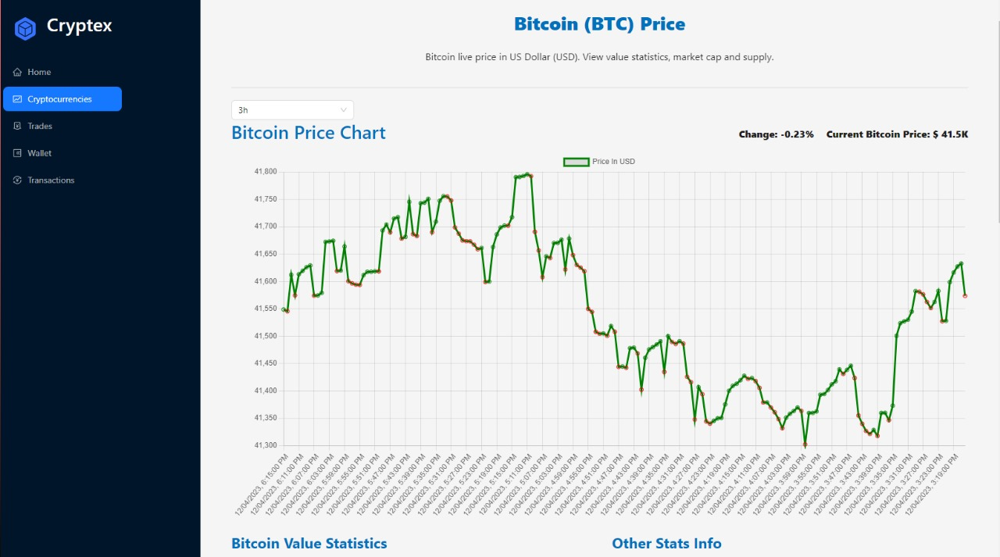 Cryptex
Home
Cryptocurrencies
Trades
Wallet
Transactions
Bitcoin (BTC) Price
Bitcoin live price in US Dollar (USD). View value statistics, market cap and supply.
3h
Bitcoin Price Chart
Change: -0.23% Current Bitcoin Price: $ 41.5K
Price In USD
41,800
41,750
41,700
41,650
41,600
41,550
41,500
41,450
41,400
41,350
41,300
12/04/2023, 6:15:00 PM
12/04/2023, 6:11:00 PM
12/04/2023, 6:07:00 PM
12/04/2023, 6:03:00 PM
12/04/2023, 5:59:00 PM
12/04/2023, 5:55:00 PM
12/04/2023, 5:51:00 PM
12/04/2023, 5:47:00 PM
12/04/2023, 5:43:00 PM
12/04/2023, 5:39:00 PM
12/04/2023, 5:35:00 PM
12/04/2023, 5:31:00 PM
12/04/2023, 5:27:00 PM
12/04/2023, 5:23:00 PM
12/04/2023, 5:19:00 PM
12/04/2023, 5:15:00 PM
12/04/2023, 5:11:00 PM
12/04/2023, 5:07:00 PM
12/04/2023, 5:03:00 PM
12/04/2023, 4:59:00 PM
12/04/2023, 4:55:00 PM
12/04/2023, 4:51:00 PM
12/04/2023, 4:47:00 PM
12/04/2023, 4:43:00 PM
12/04/2023, 4:39:00 PM
12/04/2023, 4:35:00 PM
12/04/2023, 4:31:00 PM
12/04/2023, 4:27:00 PM
12/04/2023, 4:23:00 PM
12/04/2023, 4:19:00 PM
12/04/2023, 4:15:00 PM
12/04/2023, 4:11:00 PM
12/04/2023, 4:07:00 PM
12/04/2023, 4:03:00 PM
12/04/2023, 3:59:00 PM
12/04/2023, 3:55:00 PM
12/04/2023, 3:51:00 PM
12/04/2023, 3:47:00 PM
12/04/2023, 3:43:00 PM
12/04/2023, 3:39:00 PM
12/04/2023, 3:35:00 PM
12/04/2023, 3:31:00 PM
12/04/2023, 3:27:00 PM
12/04/2023, 3:23:00 PM
12/04/2023, 3:19:00 PM
Bitcoin Value Statistics
Other Stats Info